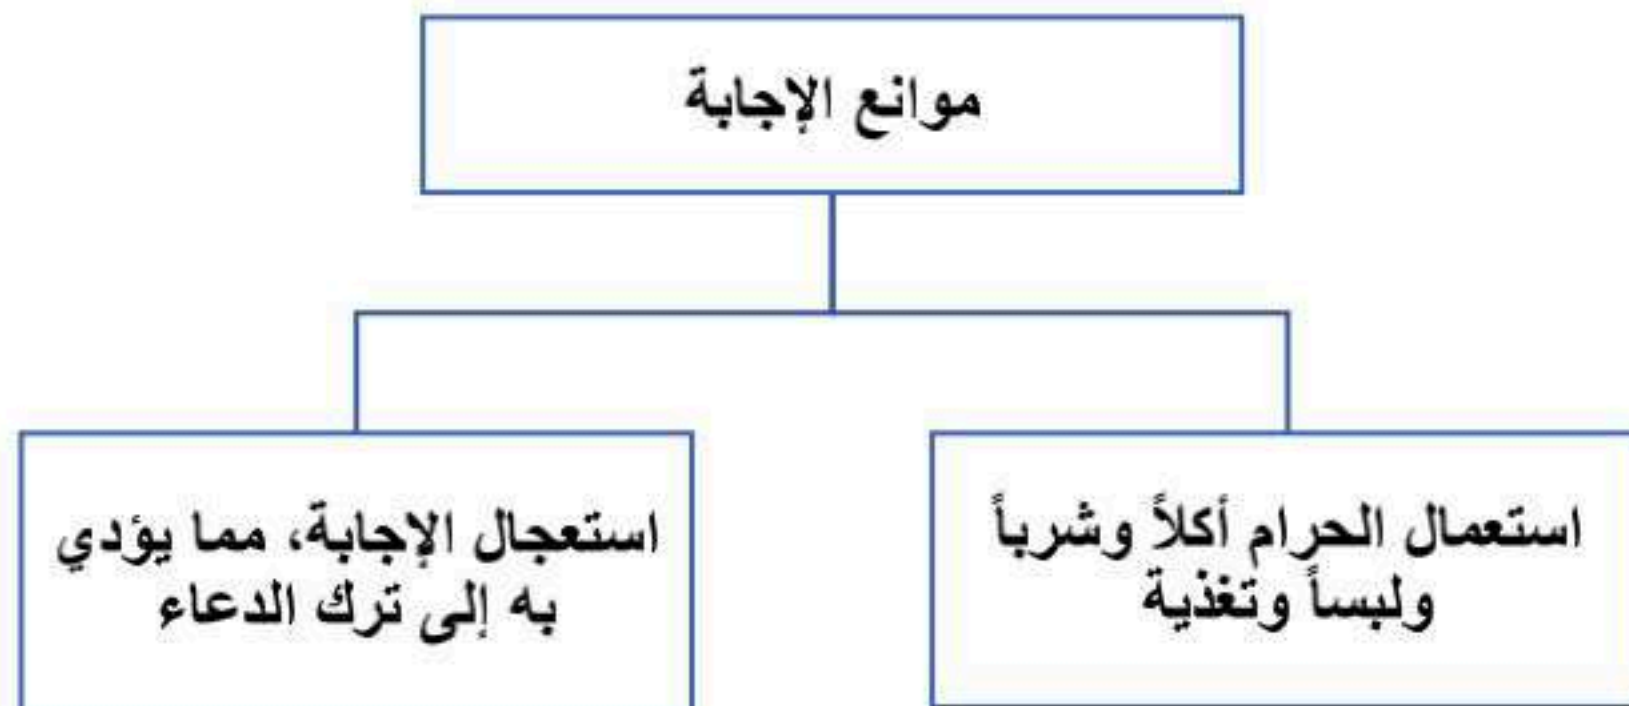 موانع الإجابة
استعمال الحرام أكلاً وشرباً
ولبساً وتغذية
استعجال الإجابة، مما يؤدي
به إلى ترك الدعاء